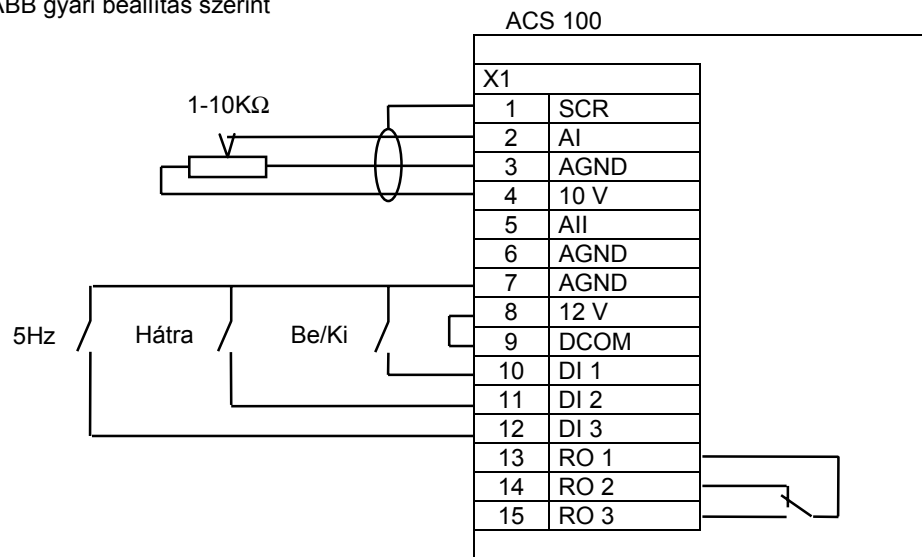 ABB gyári beállítás szerint
ACS 100
X1
1-10KΩ
1 SCR
2 AI
3 AGND
4 10 V
5 AII
6 AGND
7 AGND
8 12 V
5Hz Hátra Be/Ki
9 DCOM
10 DI 1
11 DI 2
12 DI 3
13 RO 1
14 RO 2
15 RO 3